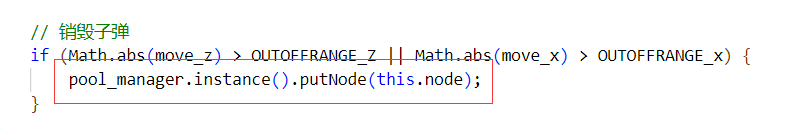 // 销毁子弹
if (Math.abs(move_z) > OUTOFFRANGE_Z || Math.abs(move_x) > OUTOFFRANGE_x) {
pool_manager.instance().putNode(this.node);
}